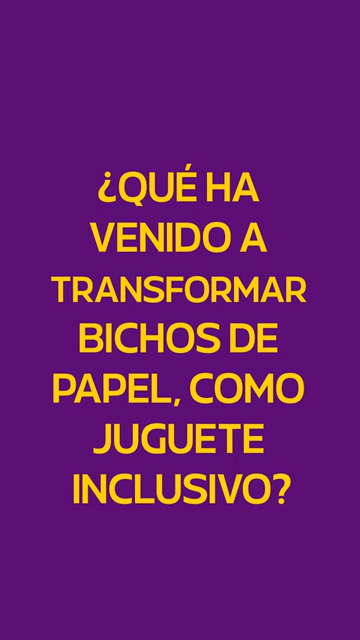 ¿QUÉ HA
VENIDO A
TRANSFORMAR
BICHOS DE
PAPEL, COMO
JUGUETE
INCLUSIVO?